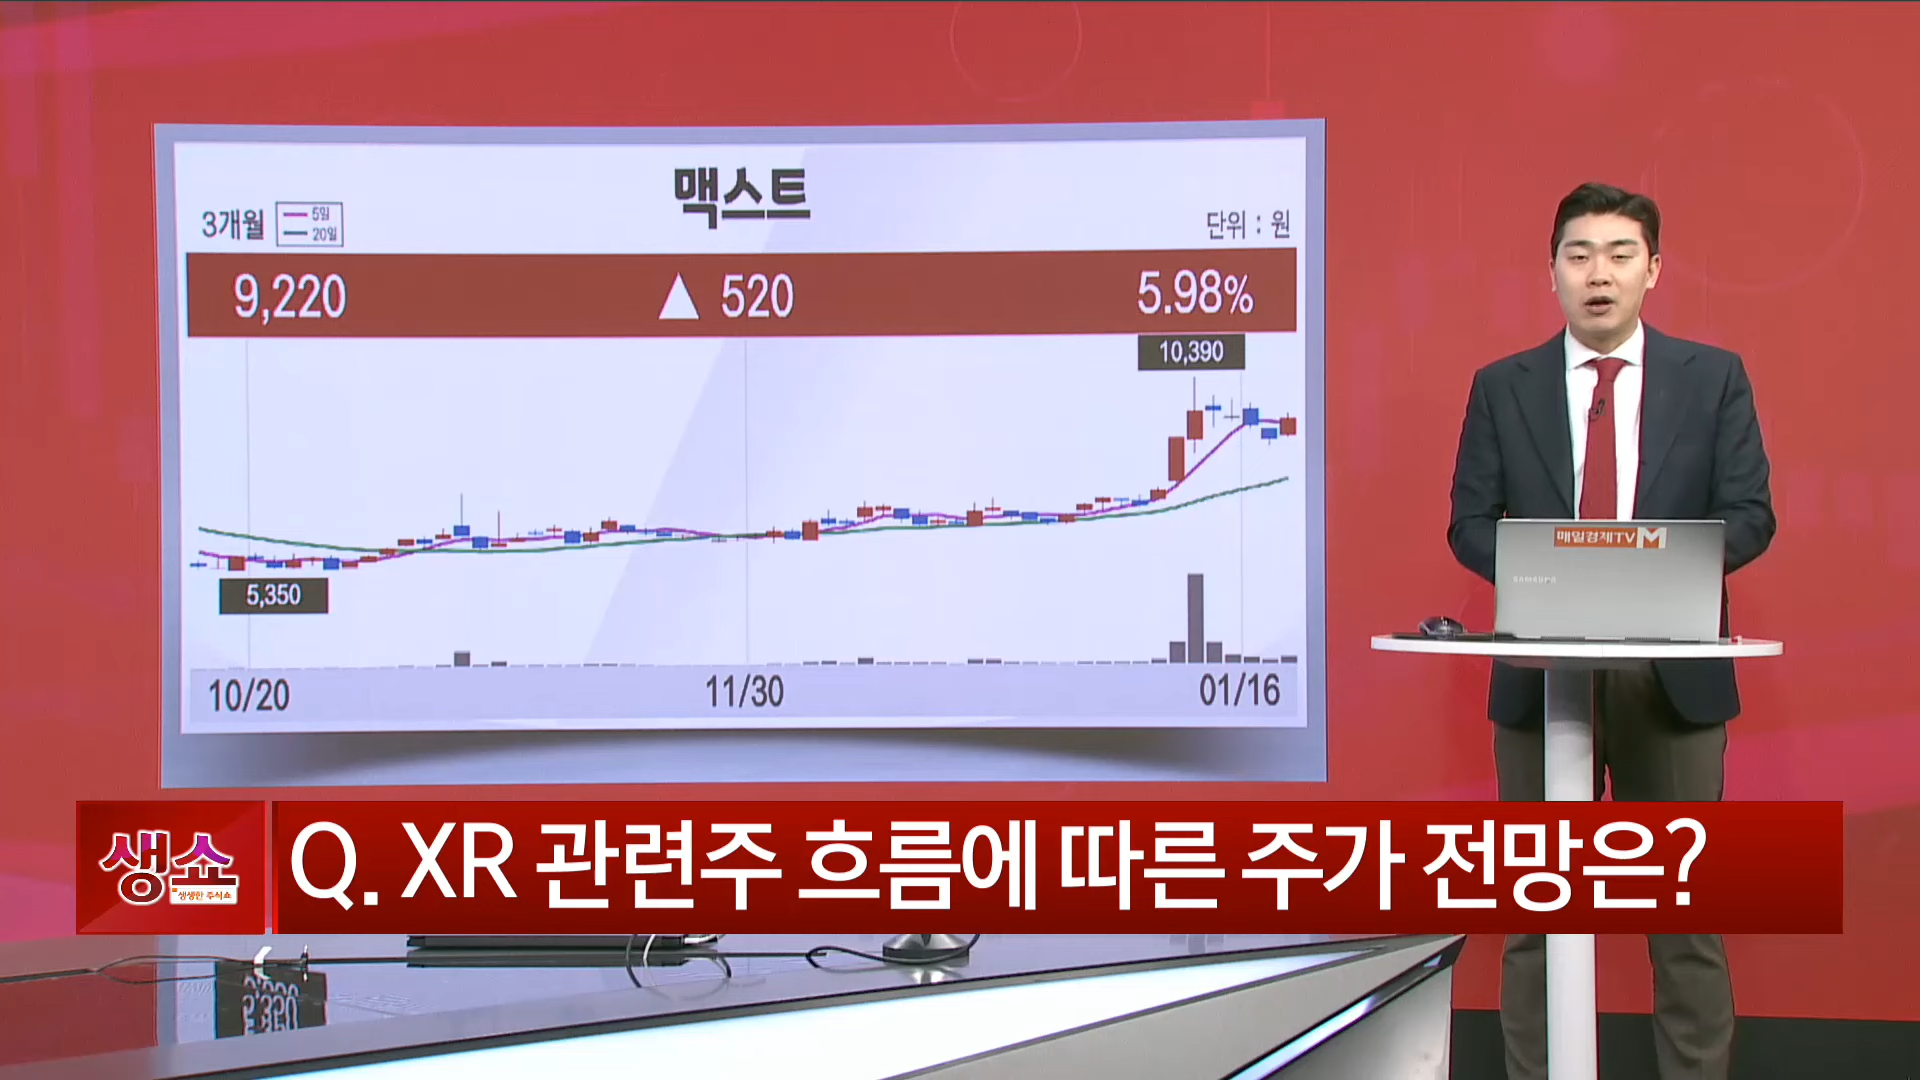 맥스트
3개월
5일
20일
단위 : 원
9,220 ▲ 520 5.98%
10,390
5,350
10/20 11/30 01/16
매일경제TV M
SAMSUNG
생쇼
생생한 주식쇼
Q. XR 관련주 흐름에 따른 주가 전망은?